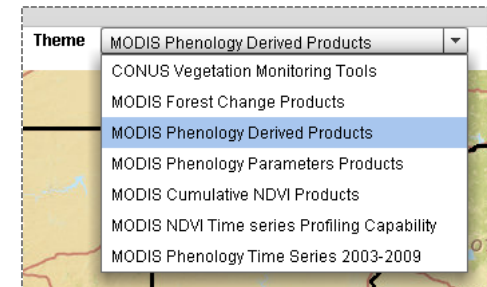 Theme MODIS Phenology Derived Products
CONUS Vegetation Monitoring Tools
MODIS Forest Change Products
MODIS Phenology Derived Products
MODIS Phenology Parameters Products
MODIS Cumulative NDVI Products
MODIS NDVI Time series Profiling Capability
MODIS Phenology Time Series 2003-2009